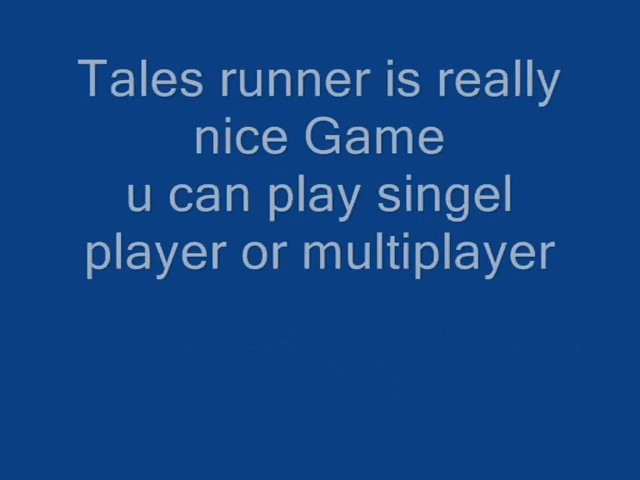 Tales runner is really
nice Game
u can play singel
player or multiplayer